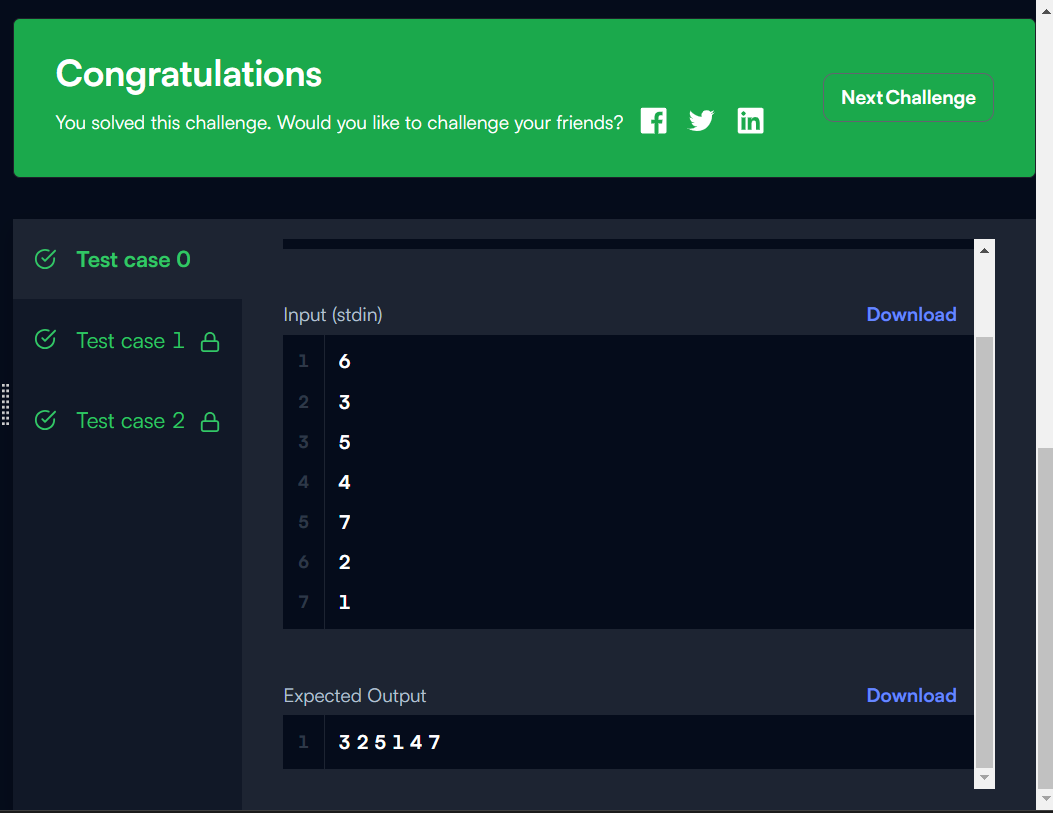 Congratulations
You solved this challenge. Would you like to challenge your friends?
Next Challenge
Test case 0
Test case 1
Test case 2
Input (stdin)
Download
1 6
2 3
3 5
4 4
5 7
6 2
7 1
Expected Output
Download
1 3 2 5 1 4 7